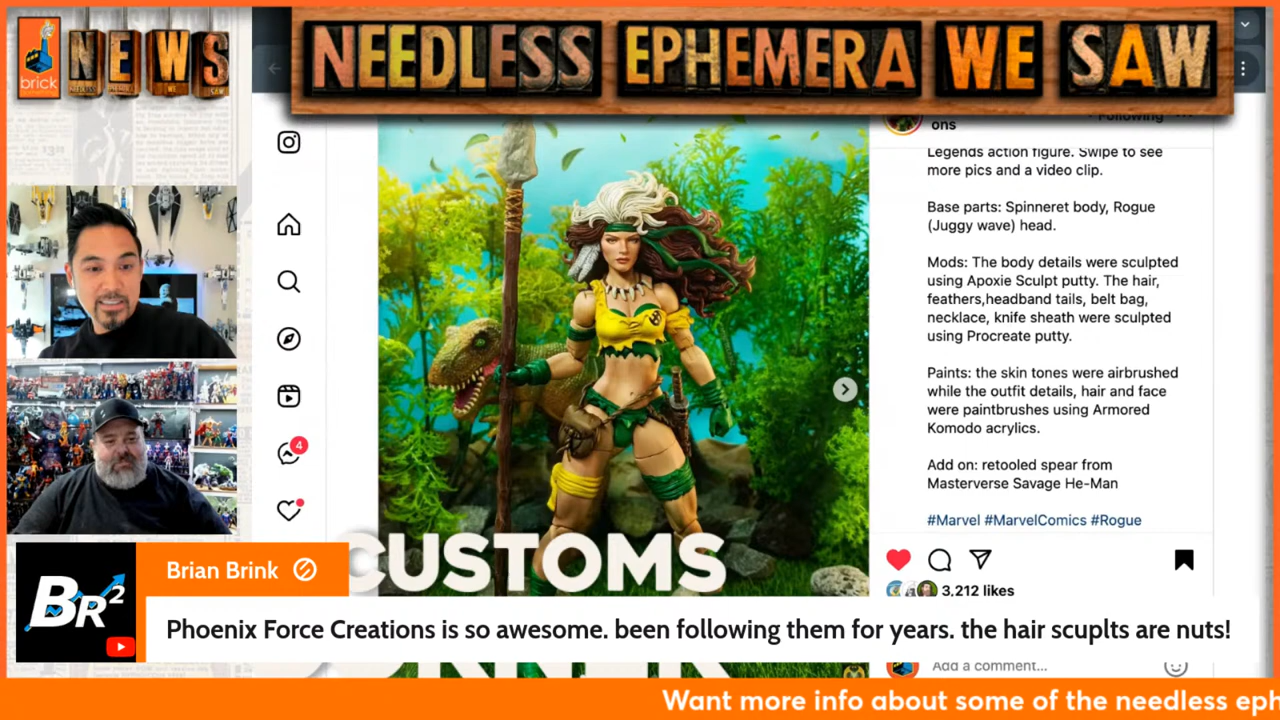 brick
NEWS
NEEDLESS EPHEMERA WE SAW
ons
Following
Legends action figure. Swipe to see
more pics and a video clip.
Base parts: Spinneret body, Rogue
(Juggy wave) head.
Mods: The body details were sculpted
using Apoxie Sculpt putty. The hair,
feathers,headband tails, belt bag,
necklace, knife sheath were sculpted
using Procreate putty.
Paints: the skin tones were airbrushed
while the outfit details, hair and face
were paintbrushes using Armored
Komodo acrylics.
Add on: retooled spear from
Masterverse Savage He-Man
#Marvel #MarvelComics #Rogue
4
3,212 likes
CUSTOMS
Brian Brink
BR2
Phoenix Force Creations is so awesome. been following them for years. the hair scuplts are nuts!
Add a comment...
Want more info about some of the needless eph